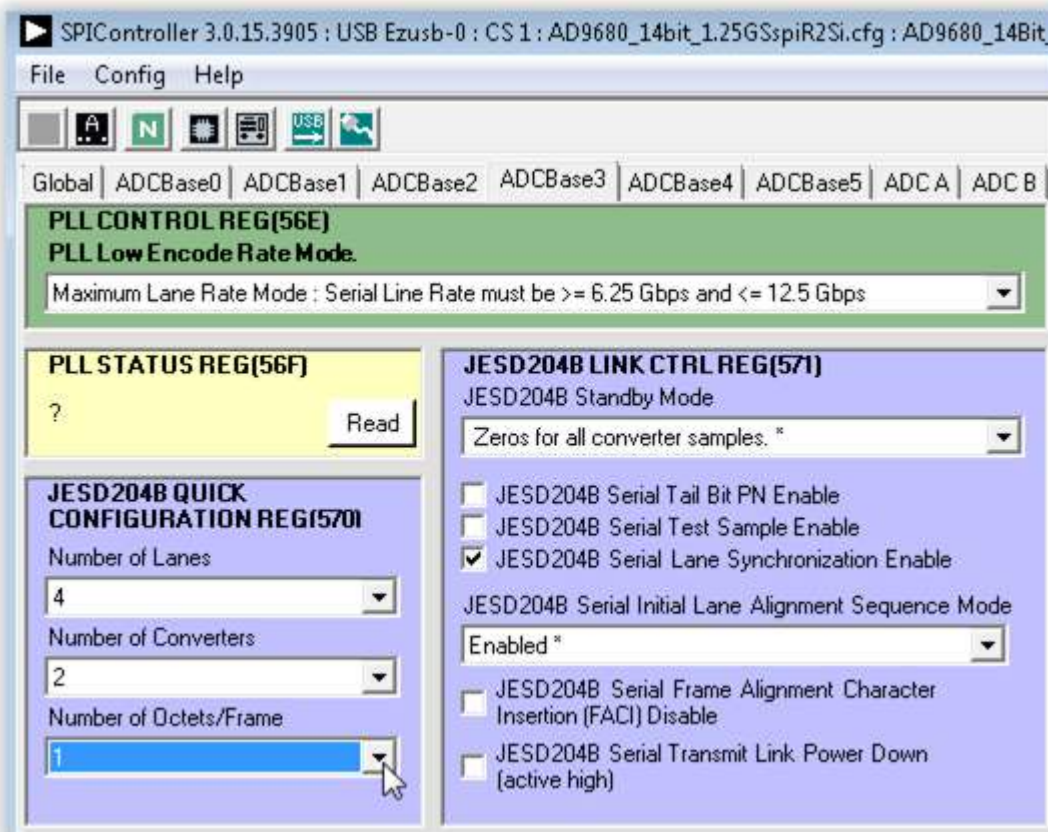 SPIController 3.0.15.3905 : USB Ezusb-0 : CS 1 : AD9680_14bit_1.25GSspiR2Si.cfg : AD9680_14Bit_
File Config Help
A
N
USB
Global ADCBase0 ADCBase1 ADCBase2 ADCBase3 ADCBase4 ADCBase5 ADC A ADC B
PLL CONTROL REG(56E)
PLL Low Encode Rate Mode.
Maximum Lane Rate Mode : Serial Line Rate must be >= 6.25 Gbps and <= 12.5 Gbps
PLL STATUS REG(56F)
?
Read
JESD204B QUICK
CONFIGURATION REG(570)
Number of Lanes
4
Number of Converters
2
Number of Octets/Frame
1
JESD204B LINK CTRL REG(571)
JESD204B Standby Mode
Zeros for all converter samples. *
JESD204B Serial Tail Bit PN Enable
JESD204B Serial Test Sample Enable
JESD204B Serial Lane Synchronization Enable
JESD204B Serial Initial Lane Alignment Sequence Mode
Enabled *
JESD204B Serial Frame Alignment Character
Insertion (FACI) Disable
JESD204B Serial Transmit Link Power Down
(active high)